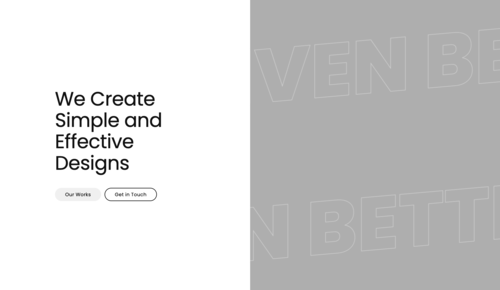 We Create
Simple and
Effective
Designs
Our Works
Get in Touch
VEN BE
N BETT